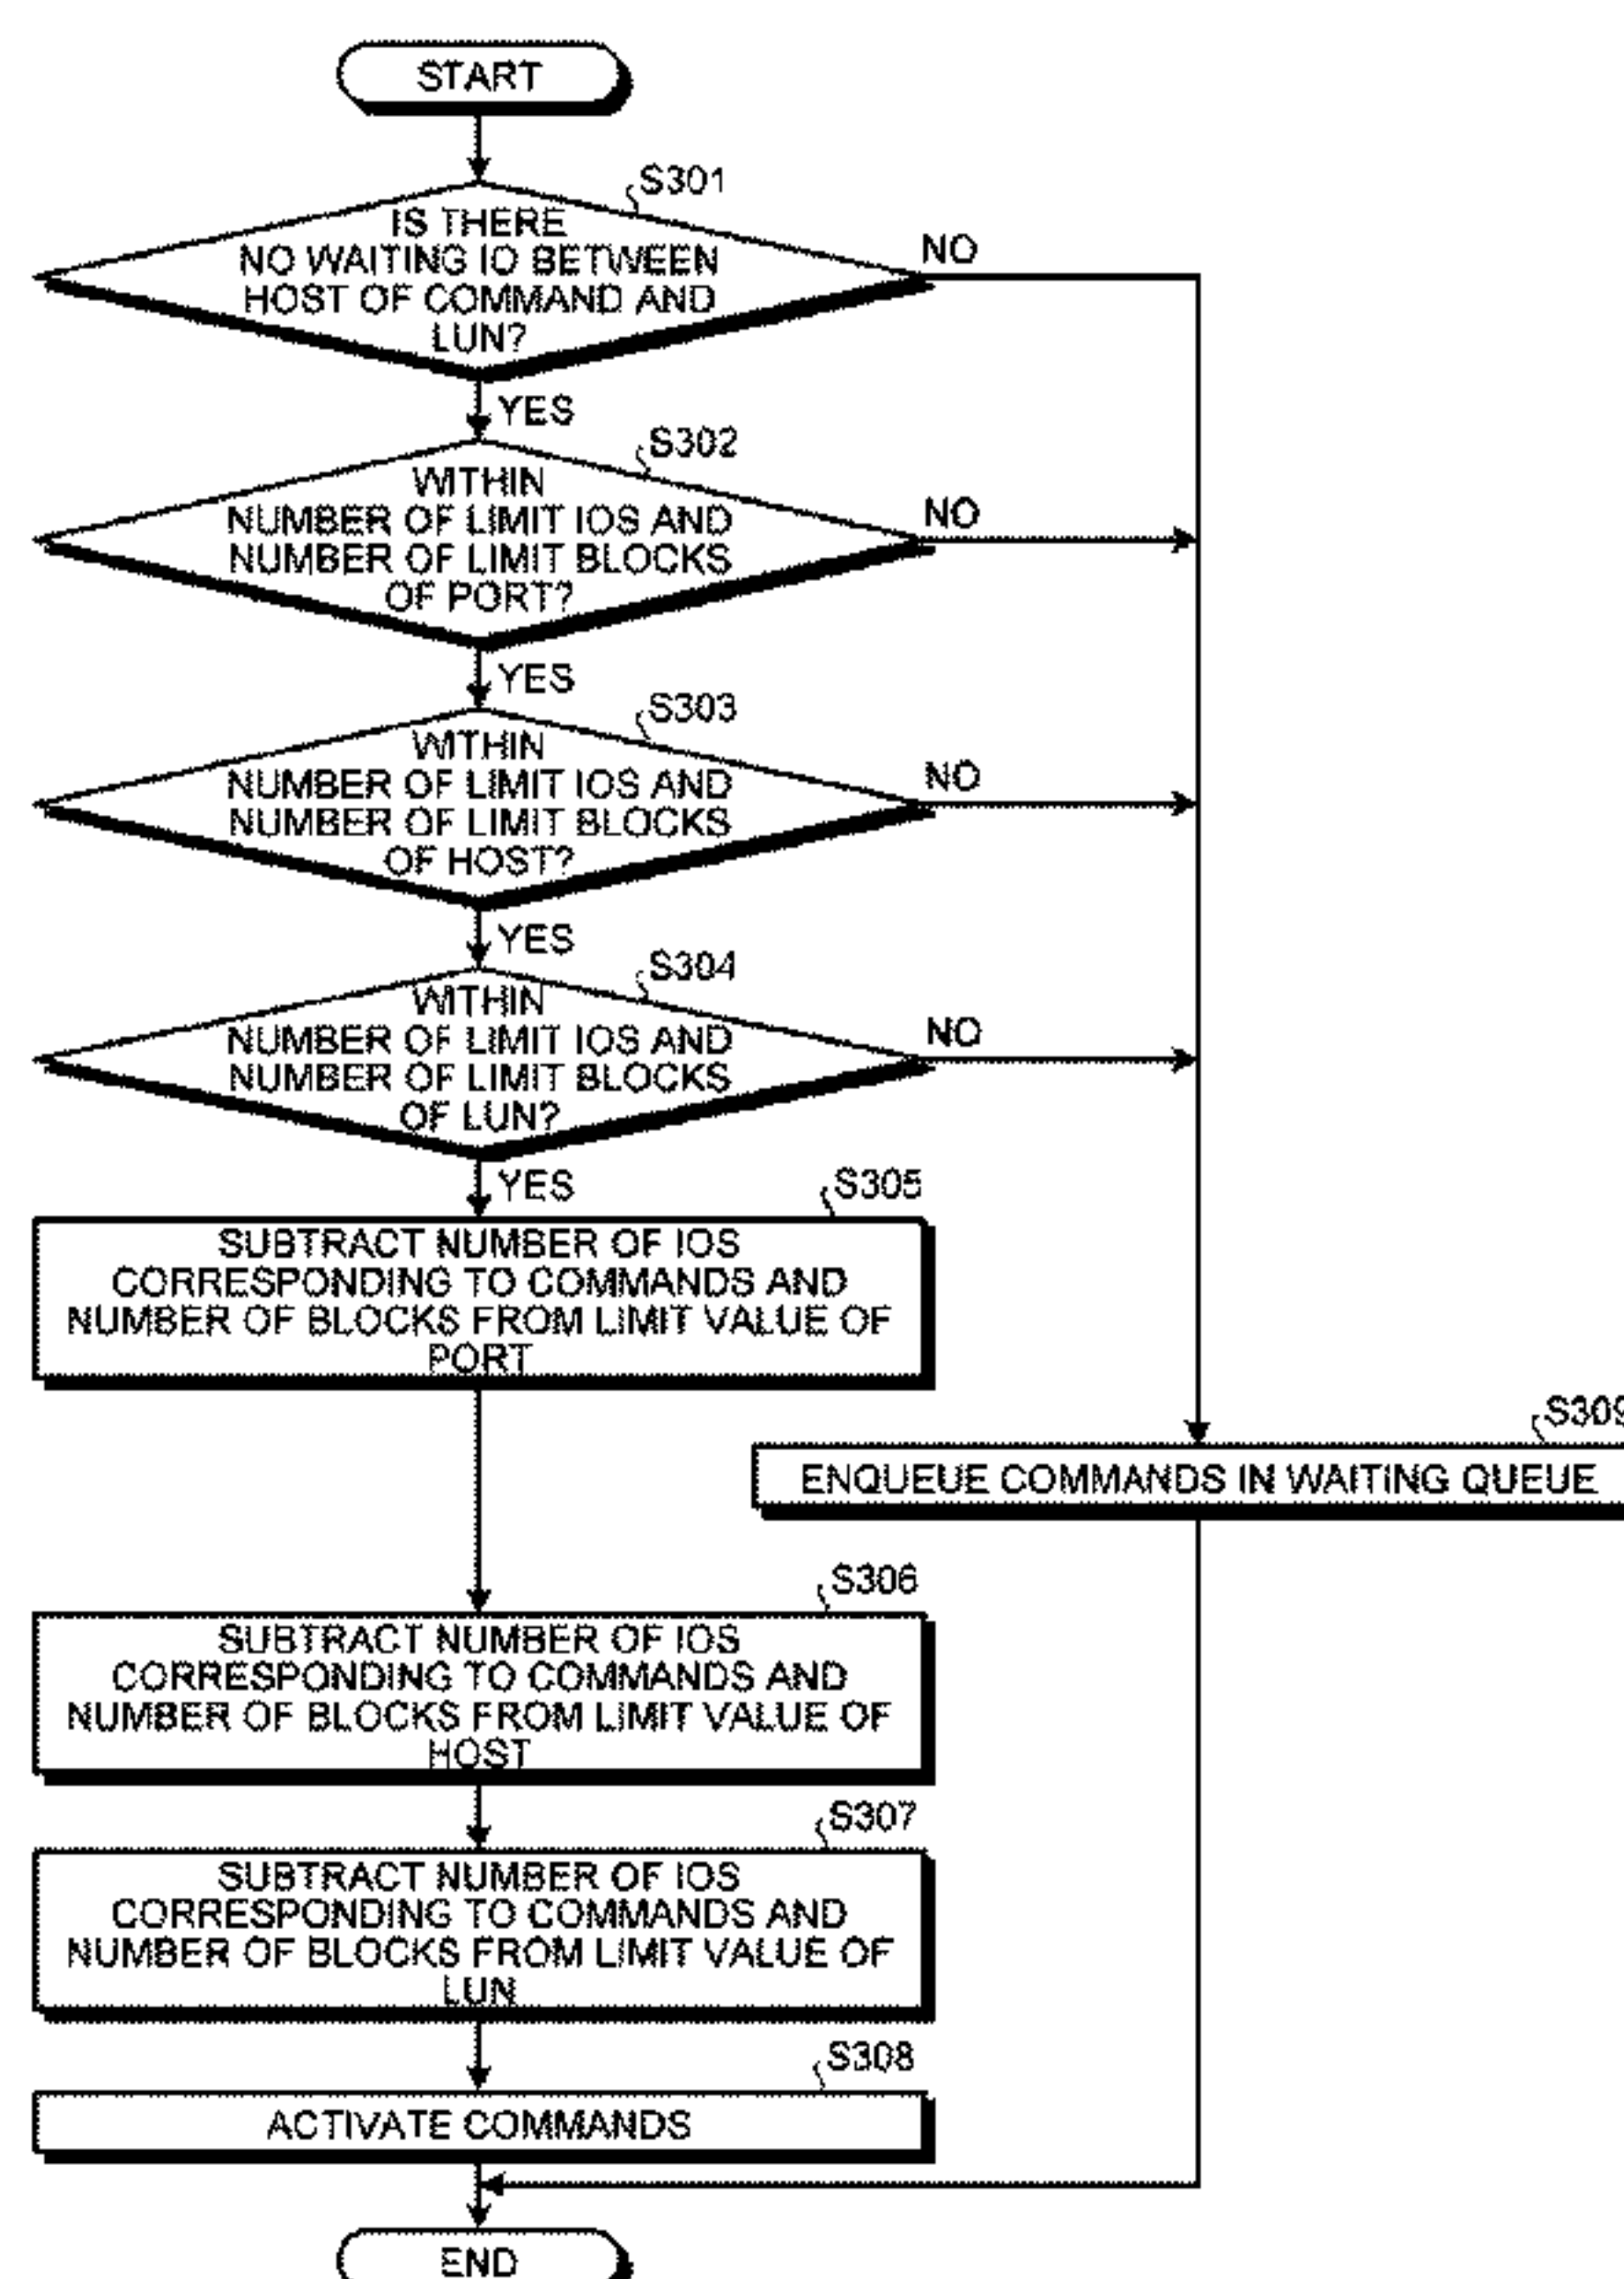 START
S301
IS THERE
NO WAITING IO BETWEEN
HOST OF COMMAND AND
LUN?
NO
YES
S302
WITHIN
NUMBER OF LIMIT IOS AND
NUMBER OF LIMIT BLOCKS
OF PORT?
NO
YES
S303
WITHIN
NUMBER OF LIMIT IOS AND
NUMBER OF LIMIT BLOCKS
OF HOST?
NO
YES
S304
WITHIN
NUMBER OF LIMIT IOS AND
NUMBER OF LIMIT BLOCKS
OF LUN?
NO
YES
S305
SUBTRACT NUMBER OF IOS
CORRESPONDING TO COMMANDS AND
NUMBER OF BLOCKS FROM LIMIT VALUE OF
PORT
S309
ENQUEUE COMMANDS IN WAITING QUEUE
S306
SUBTRACT NUMBER OF IOS
CORRESPONDING TO COMMANDS AND
NUMBER OF BLOCKS FROM LIMIT VALUE OF
HOST
S307
SUBTRACT NUMBER OF IOS
CORRESPONDING TO COMMANDS AND
NUMBER OF BLOCKS FROM LIMIT VALUE OF
LUN
S308
ACTIVATE COMMANDS
END